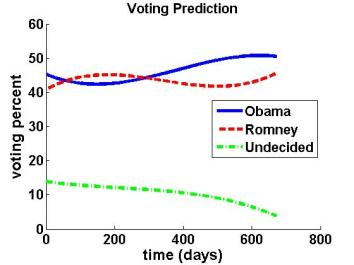 Voting Prediction
60
50
40
30
20
10
0
voting percent
Obama
Romney
Undecided
0 200 400 600 800
time (days)